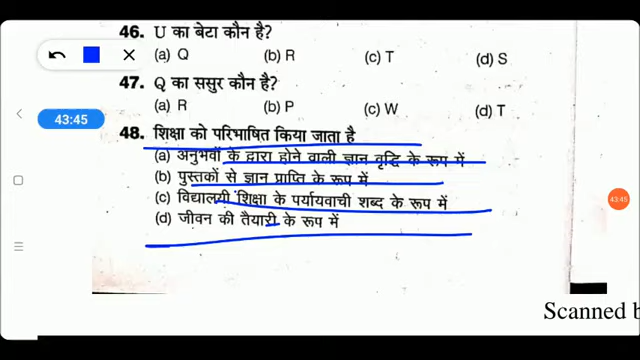 46. U का बेटा कौन है?
(a) Q (b) R (c) T (d) S
47. Q का ससुर कौन है?
(a) R (b) P (c) W (d) T
43:45
48. शिक्षा को परिभाषित किया जाता है
(a) अनुभवों के द्वारा होने वाली ज्ञान वृद्धि के रूप में
(b) पुस्तकों से ज्ञान प्राप्ति के रूप में
(c) विद्यालयी शिक्षा के पर्यायवाची शब्द के रूप में
43:45
(d) जीवन की तैयारी के रूप में
Scanned b